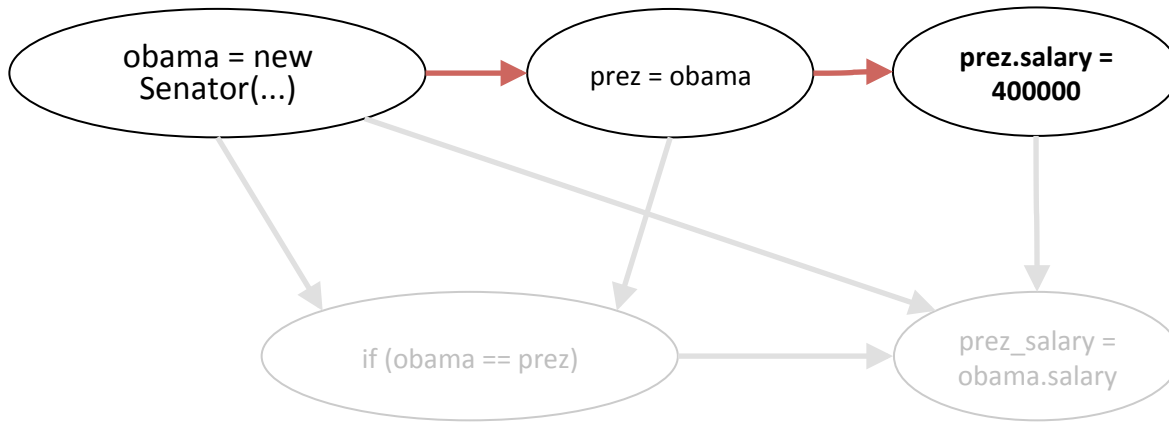 obama = new
Senator(...)
prez = obama
prez.salary =
400000
if (obama == prez)
prez_salary =
obama.salary